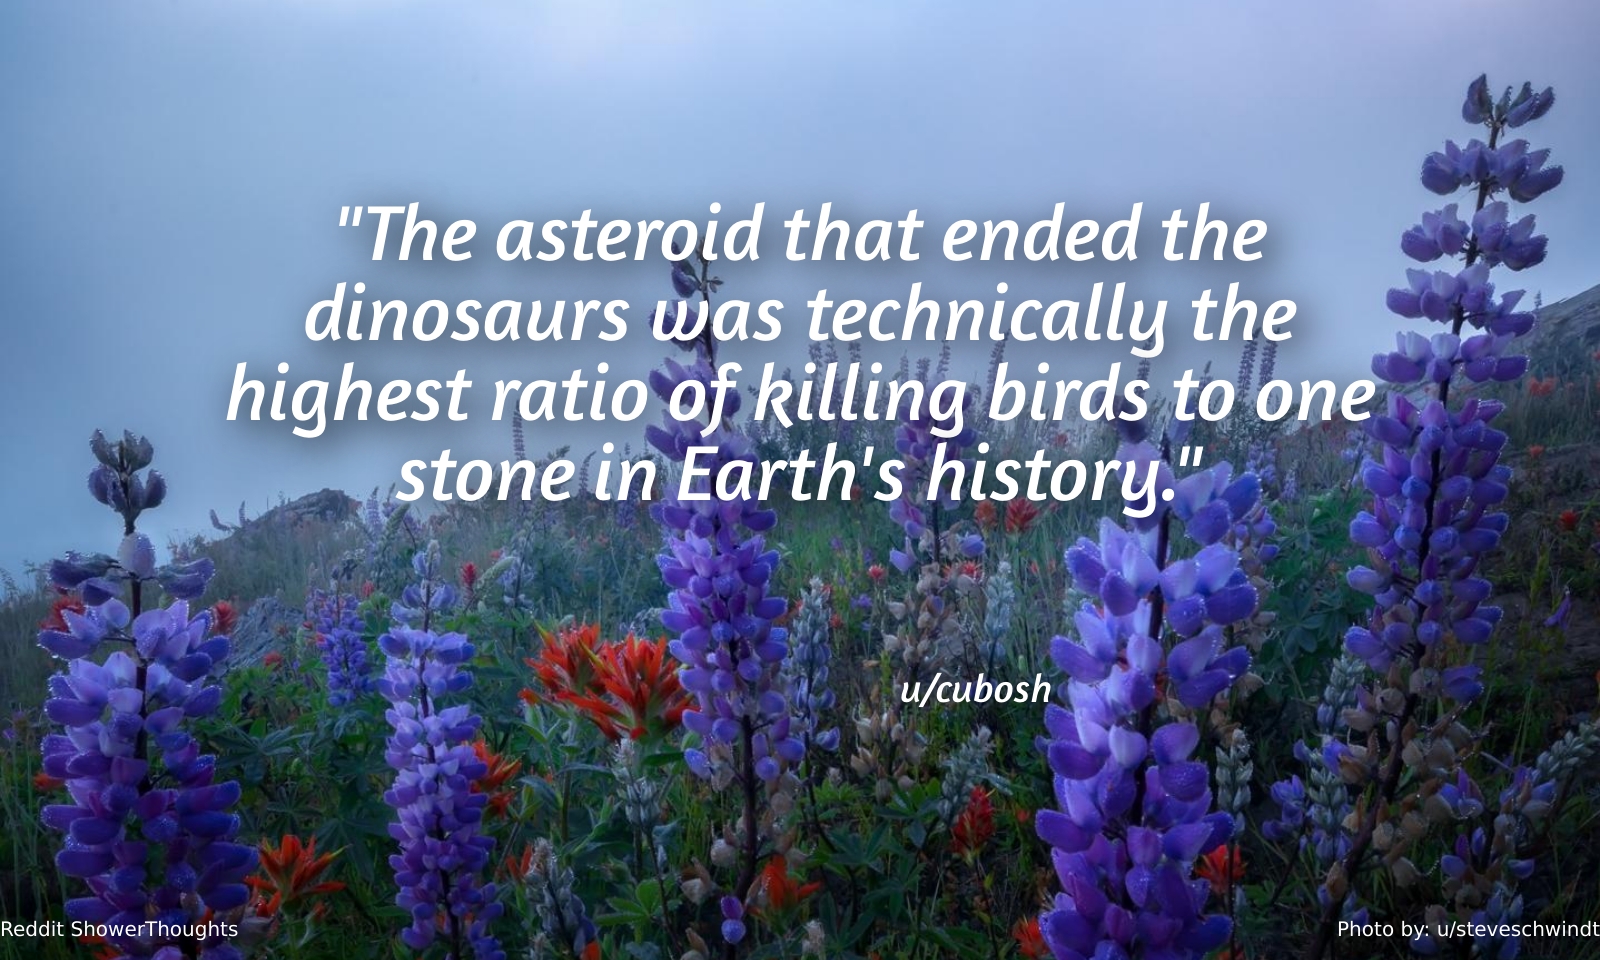 "The asteroid that ended the
dinosaurs was technically the
highest ratio of killing birds to one
stone in Earth's history."
u/cubosh
Reddit ShowerThoughts
Photo by: u/steveschwindt